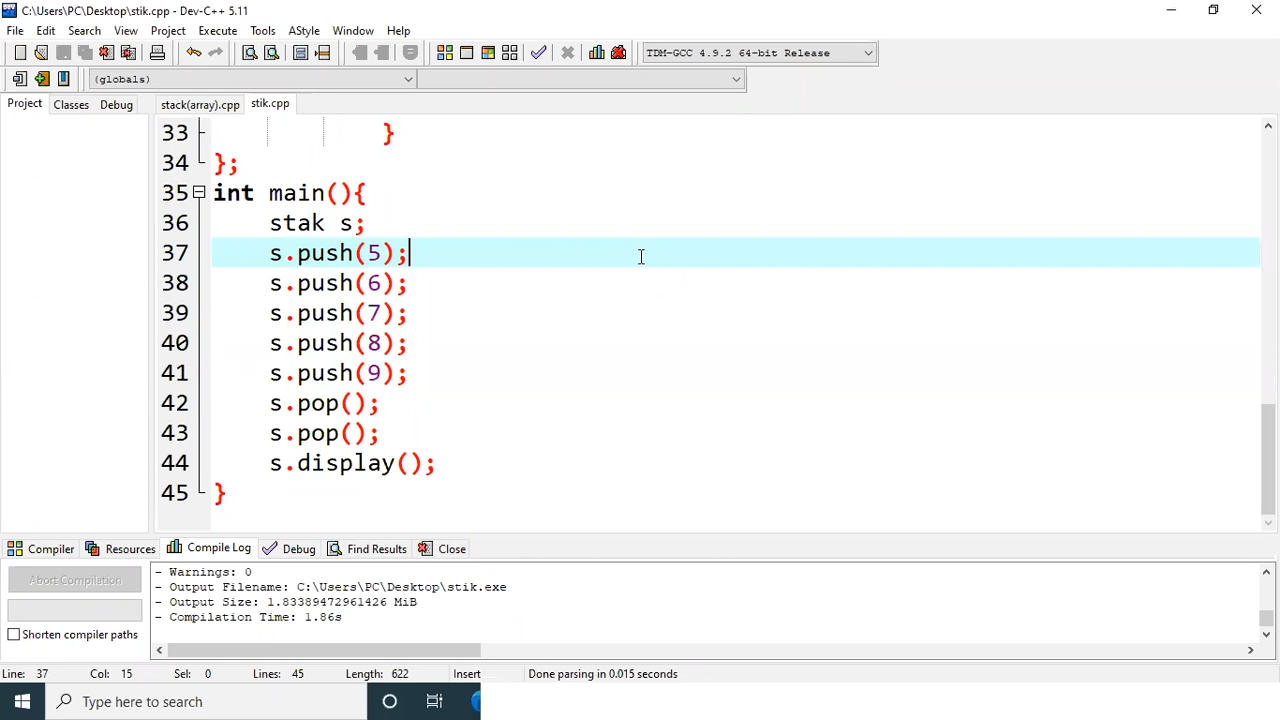 C:\Users\PC\Desktop\stik.cpp - Dev-C++ 5.11
File Edit Search View Project Execute Tools AStyle Window Help
TDM-GCC 4.9.2 64-bit Release
(globals)
Project Classes Debug stack(array).cpp stik.cpp
33 }
34 };
35 int main(){
36 stak s;
37 s.push(5);
38 s.push(6);
39 s.push(7);
40 s.push(8);
41 s.push(9);
42 s.pop();
43 s.pop();
44 s.display();
45 }
Compiler Resources Compile Log Debug Find Results Close
Abort Compilation
Shorten compiler paths
- Warnings: 0
- Output Filename: C:\Users\PC\Desktop\stik.exe
- Output Size: 1.83389472961426 MiB
- Compilation Time: 1.86s
Line: 37 Col: 15 Sel: 0 Lines: 45 Length: 622 Insert Done parsing in 0.015 seconds
Type here to search